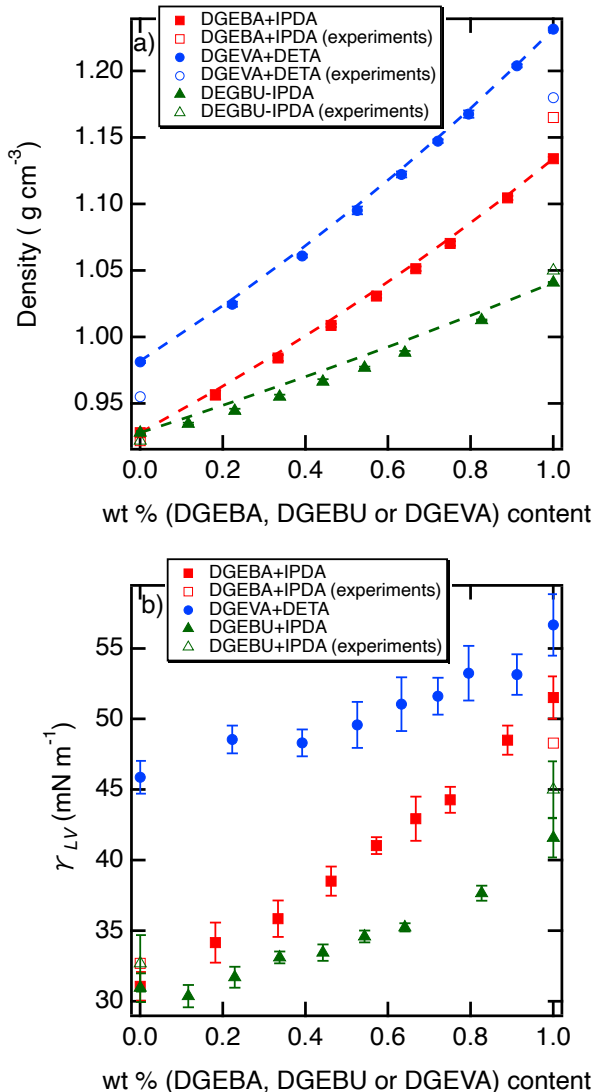 a)
DGEBA+IPDA
DGEBA+IPDA (experiments)
DGEVA+DETA
DGEVA+DETA (experiments)
DEGBU-IPDA
DEGBU-IPDA (experiments)
Density ( g cm⁻³)
1.20
1.15
1.10
1.05
1.00
0.95
0.0 0.2 0.4 0.6 0.8 1.0
wt % (DGEBA, DGEBU or DGEVA) content
b)
DGEBA+IPDA
DGEBA+IPDA (experiments)
DGEVA+DETA
DGEBU+IPDA
DGEBU+IPDA (experiments)
γ LV (mN m⁻¹)
55
50
45
40
35
30
0.0 0.2 0.4 0.6 0.8 1.0
wt % (DGEBA, DGEBU or DGEVA) content